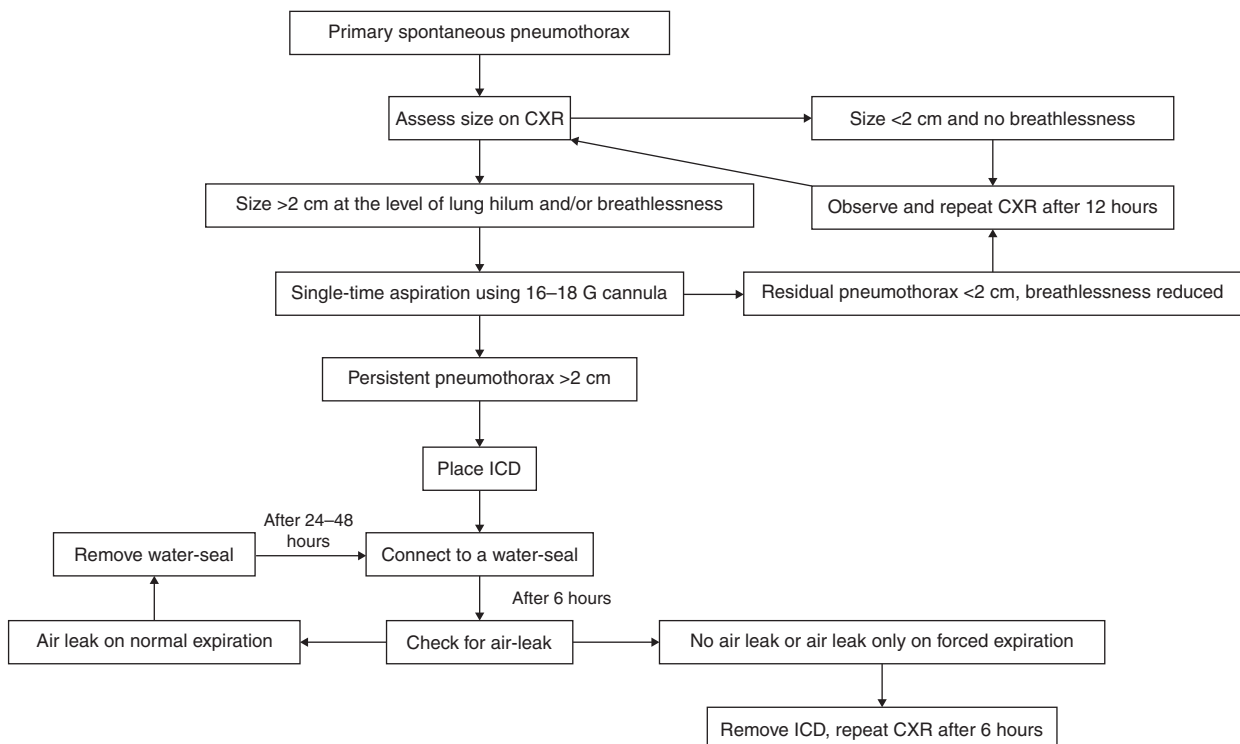 Primary spontaneous pneumothorax
Assess size on CXR
Size <2 cm and no breathlessness
Size >2 cm at the level of lung hilum and/or breathlessness
Observe and repeat CXR after 12 hours
Single-time aspiration using 16–18 G cannula
Residual pneumothorax <2 cm, breathlessness reduced
Persistent pneumothorax >2 cm
Place ICD
After 24–48
hours
Remove water-seal
Connect to a water-seal
After 6 hours
Air leak on normal expiration
Check for air-leak
No air leak or air leak only on forced expiration
Remove ICD, repeat CXR after 6 hours